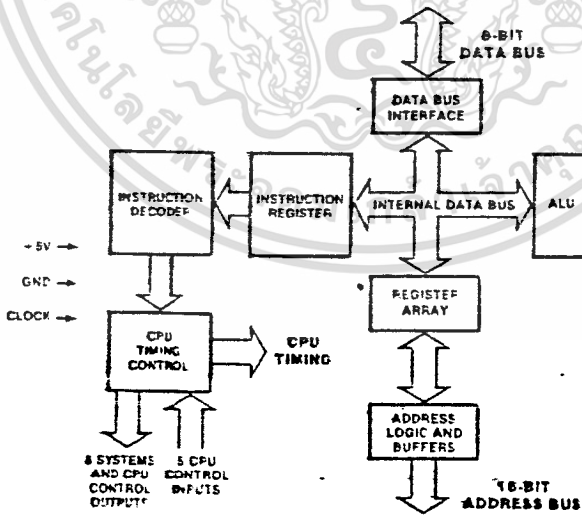 8-BIT
DATA BUS
DATA BUS
INTERFACE
INSTRUCTION
DECODER
INSTRUCTION
REGISTER
INTERNAL DATA BUS
ALU
+5V
GND
CLOCK
REGISTER
ARRAY
CPU
TIMING
CONTROL
CPU
TIMING
ADDRESS
LOGIC AND
BUFFERS
8 SYSTEMS
AND CPU
CONTROL
OUTPUTS
5 CPU
CONTROL
INPUTS
16-BIT
ADDRESS BUS